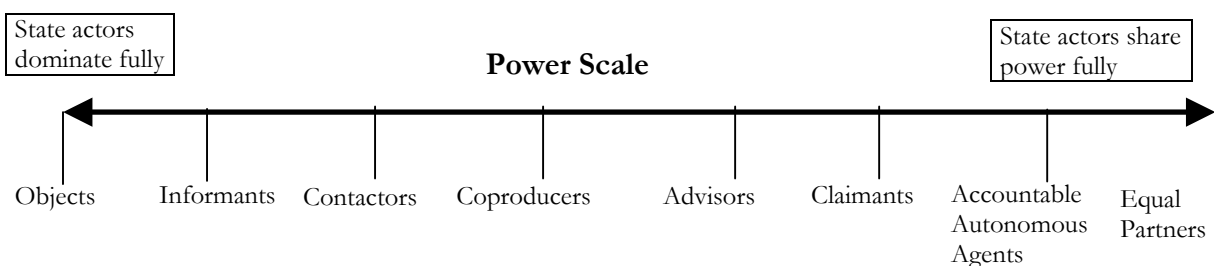 State actors
dominate fully
Power Scale
State actors share
power fully
Objects
Informants
Contactors
Coproducers
Advisors
Claimants
Accountable
Autonomous
Agents
Equal
Partners